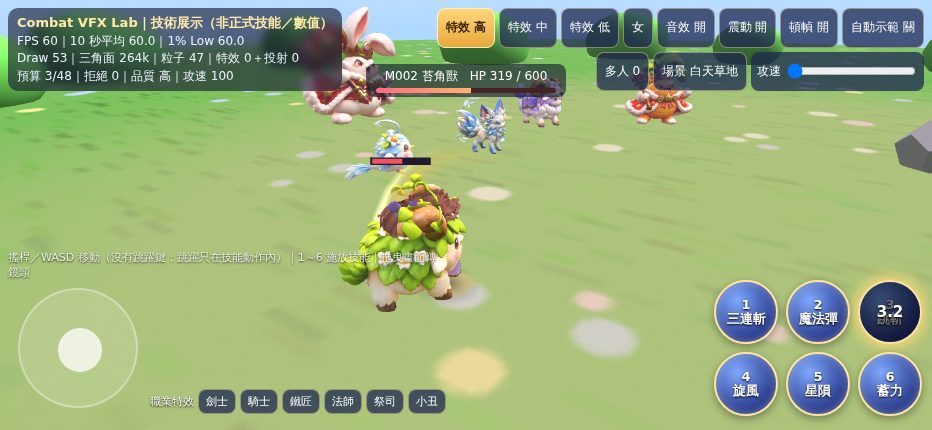 Combat VFX Lab｜技術展示（非正式技能／數值）
FPS 60｜10 秒平均 60.0｜1% Low 60.0
Draw 53｜三角面 264k｜粒子 47｜特效 0＋投射 0
預算 3/48｜拒絕 0｜品質 高｜攻速 100
特效 高
特效 中
特效 低
女
音效 開
震動 開
頓幀 開
自動示範 關
多人 0
場景 白天草地
攻速
M002 苔角獸 HP 319 / 600
搖桿／WASD 移動（沒有跳躍鍵；跳躍只在技能動作內）｜1～6 施放技能｜
鏡頭
1
三連斬
2
魔法彈
3.2
4
旋風
5
星隕
6
蓄力
職業特效
劍士
騎士
鐵匠
法師
祭司
小丑